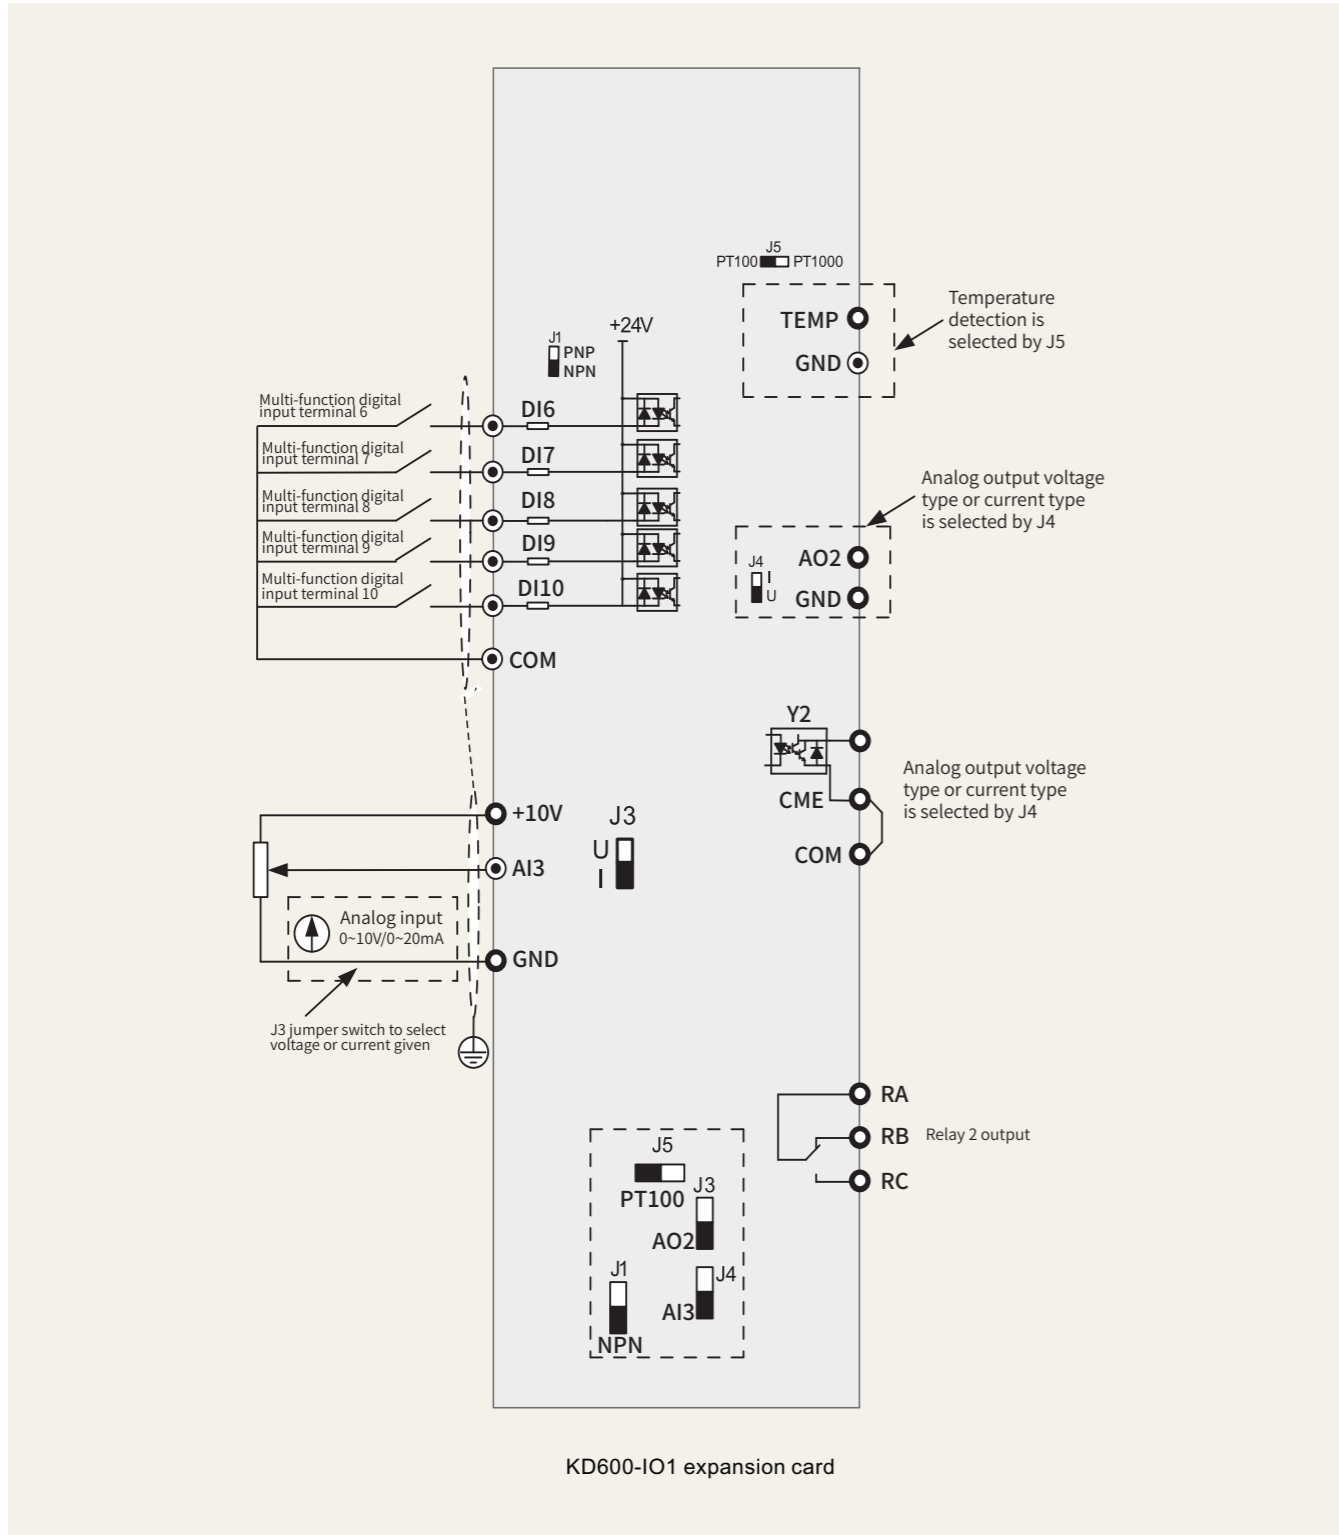 J5
PT100 PT1000
TEMP
GND
Temperature
detection is
selected by J5
+24V
J1
PNP
NPN
Multi-function digital
input terminal 6
DI6
Multi-function digital
input terminal 7
DI7
Multi-function digital
input terminal 8
DI8
Multi-function digital
input terminal 9
DI9
Multi-function digital
input terminal 10
DI10
COM
Analog output voltage
type or current type
is selected by J4
J4
I
U
AO2
GND
Y2
CME
COM
Analog output voltage
type or current type
is selected by J4
+10V
AI3
GND
J3
U
I
Analog input
0~10V/0~20mA
J3 jumper switch to select
voltage or current given
RA
RB
Relay 2 output
RC
J5
PT100
J3
AO2
J1
NPN
J4
AI3
KD600-IO1 expansion card